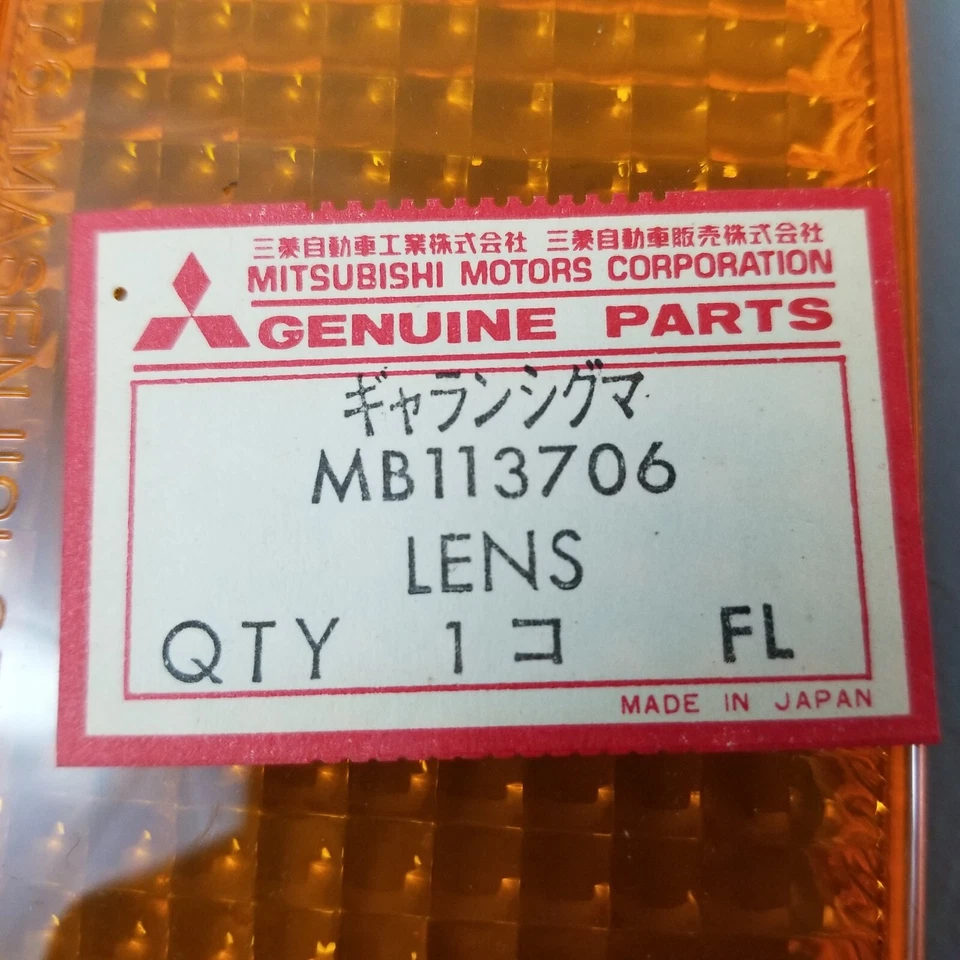 三菱自動車工業株式会社 三菱自動車販売株式会社
MITSUBISHI MOTORS CORPORATION
GENUINE PARTS
ギャランシグマ
MB113706
LENS
QTY 1コ FL
MADE IN JAPAN